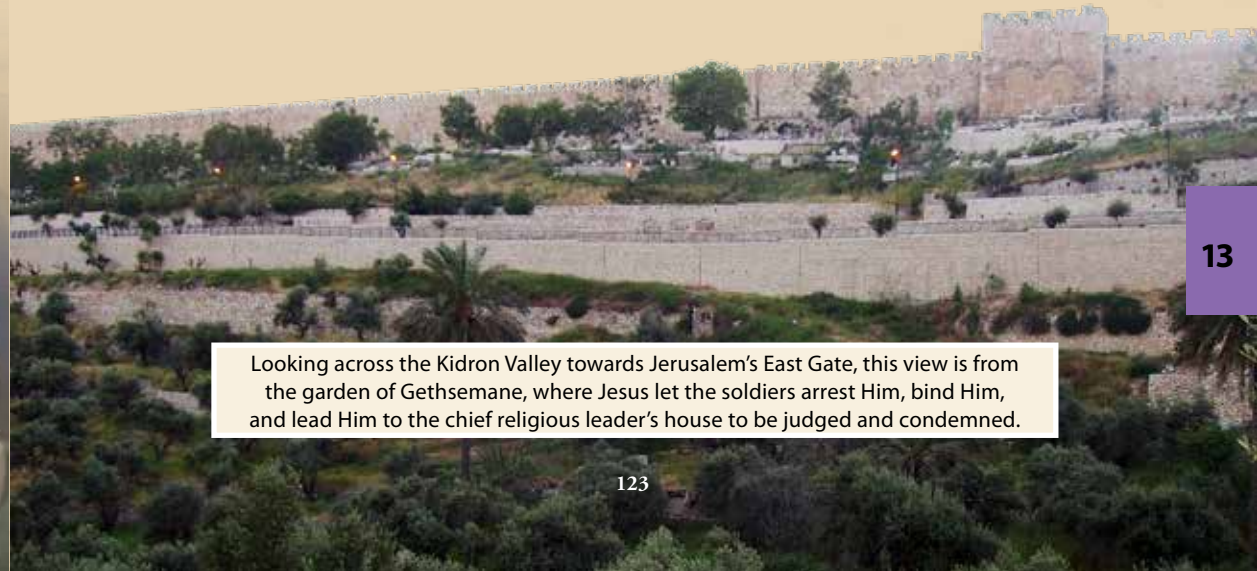 13
Looking across the Kidron Valley towards Jerusalem’s East Gate, this view is from
the garden of Gethsemane, where Jesus let the soldiers arrest Him, bind Him,
and lead Him to the chief religious leader’s house to be judged and condemned.
123